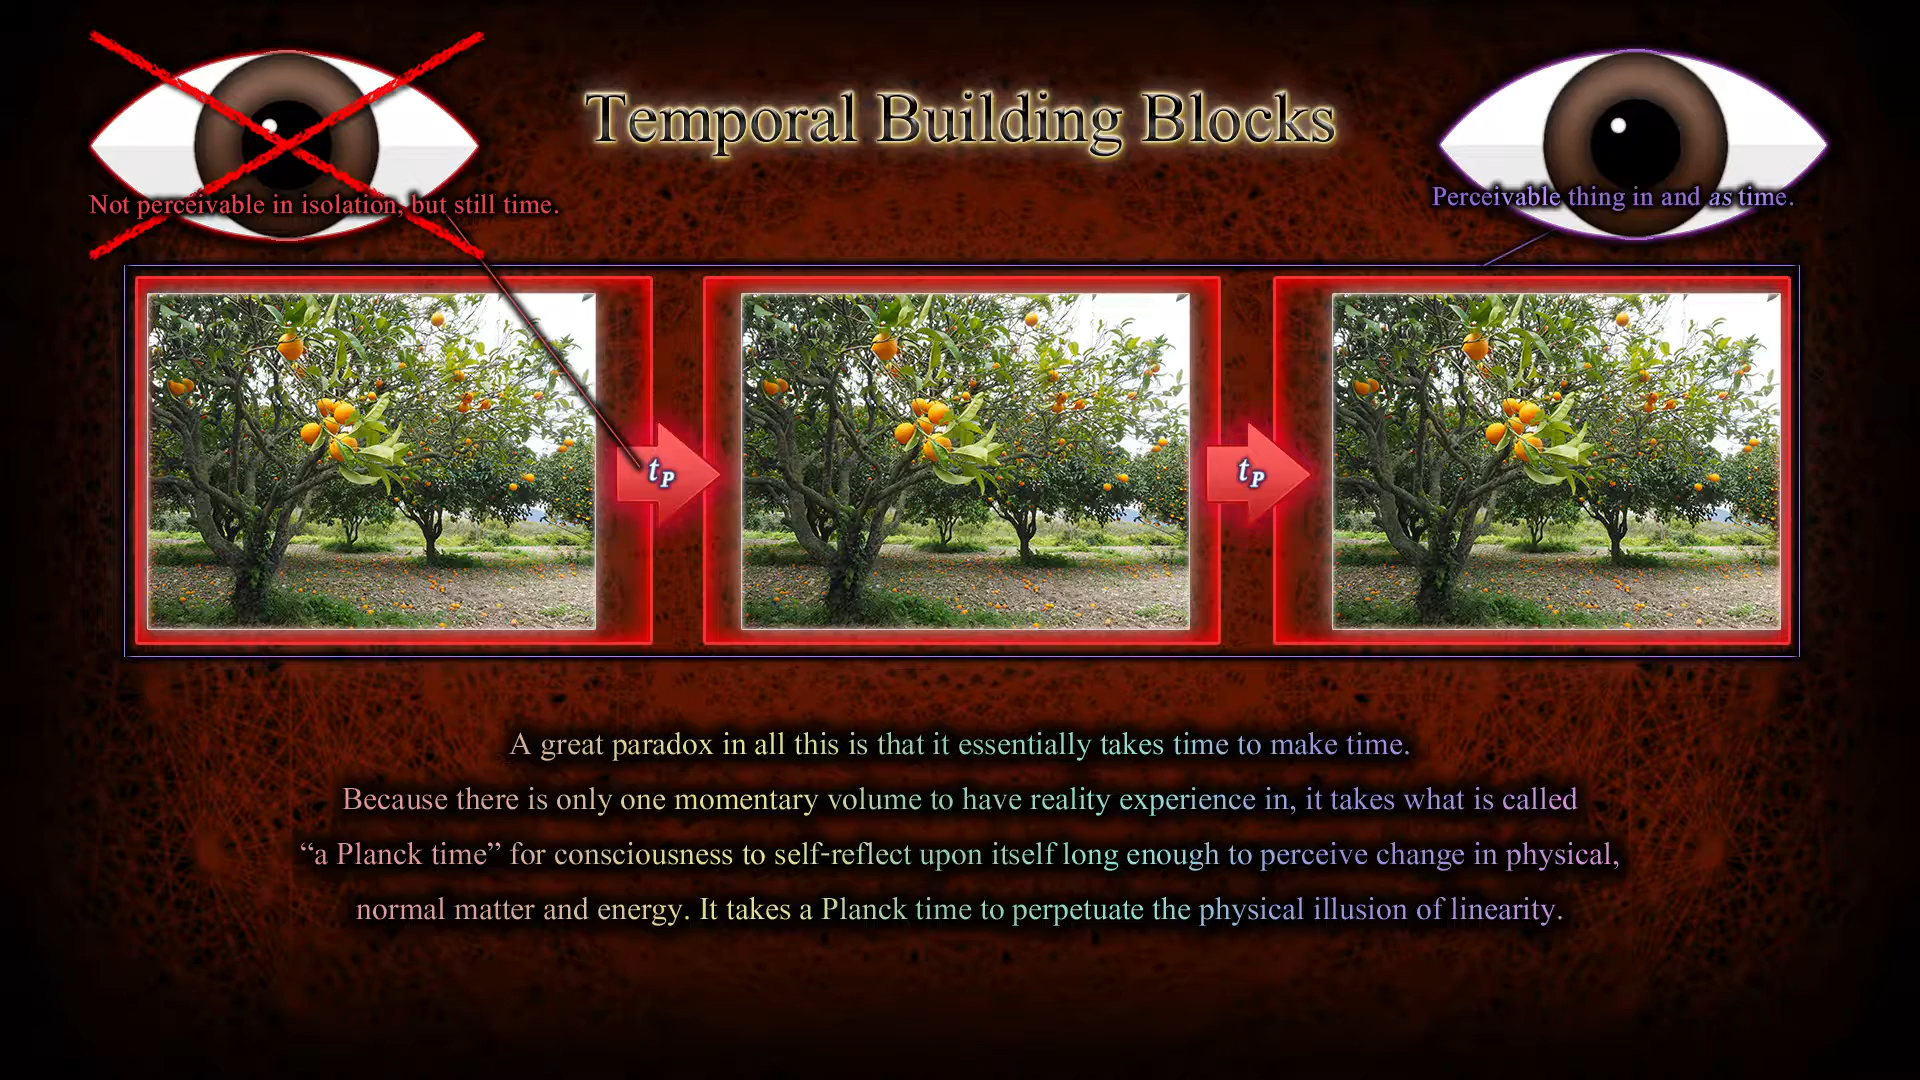 Temporal Building Blocks
Not perceivable in isolation, but still time.
Perceivable thing in and as time.
tP
tP
A great paradox in all this is that it essentially takes time to make time.
Because there is only one momentary volume to have reality experience in, it takes what is called
“a Planck time” for consciousness to self-reflect upon itself long enough to perceive change in physical,
normal matter and energy. It takes a Planck time to perpetuate the physical illusion of linearity.